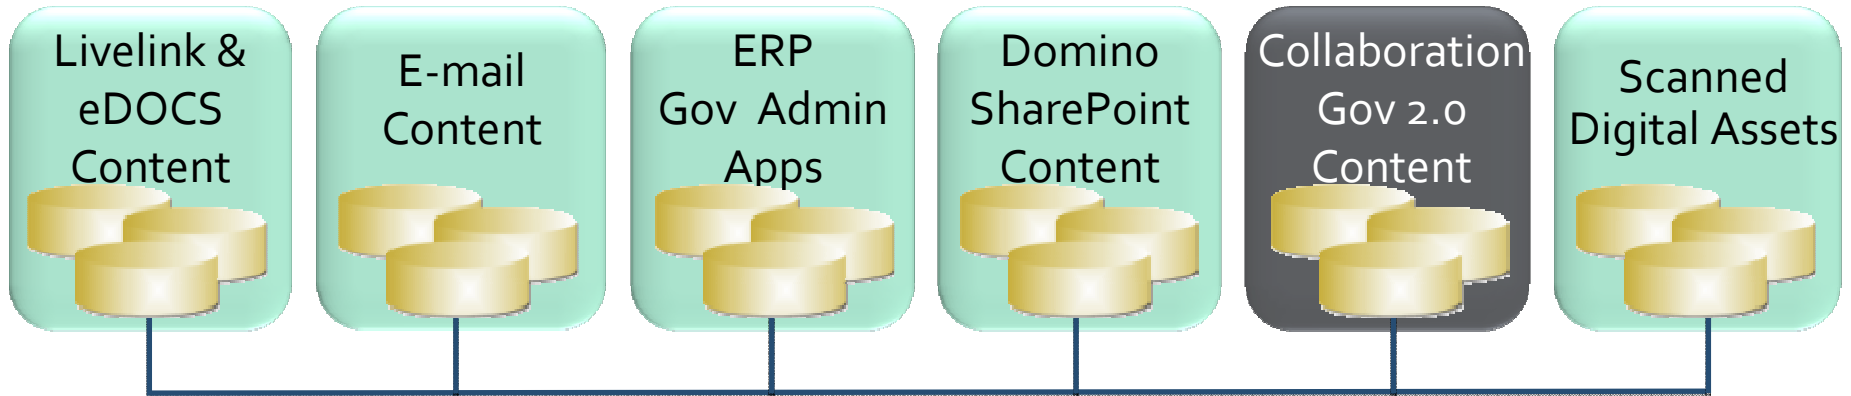 Livelink &
eDOCS
Content
E-mail
Content
ERP
Gov Admin
Apps
Domino
SharePoint
Content
Collaboration
Gov 2.0
Content
Scanned
Digital Assets